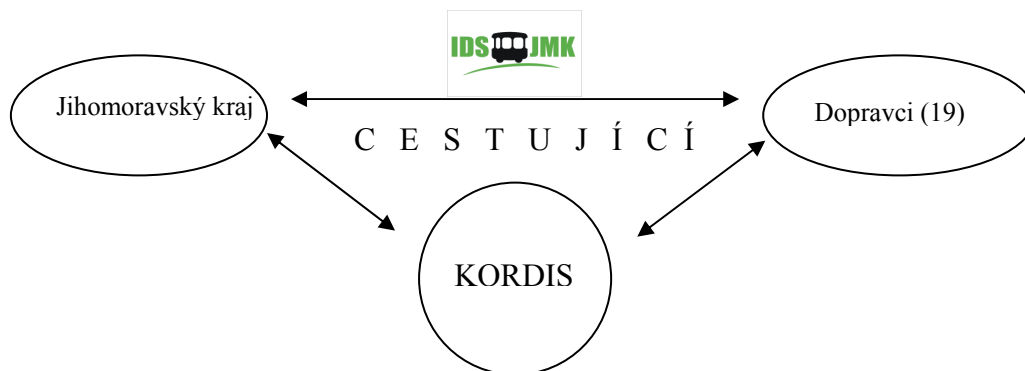 IDS JMK
Jihomoravský kraj
Dopravci (19)
C E S T U J Í C Í
KORDIS